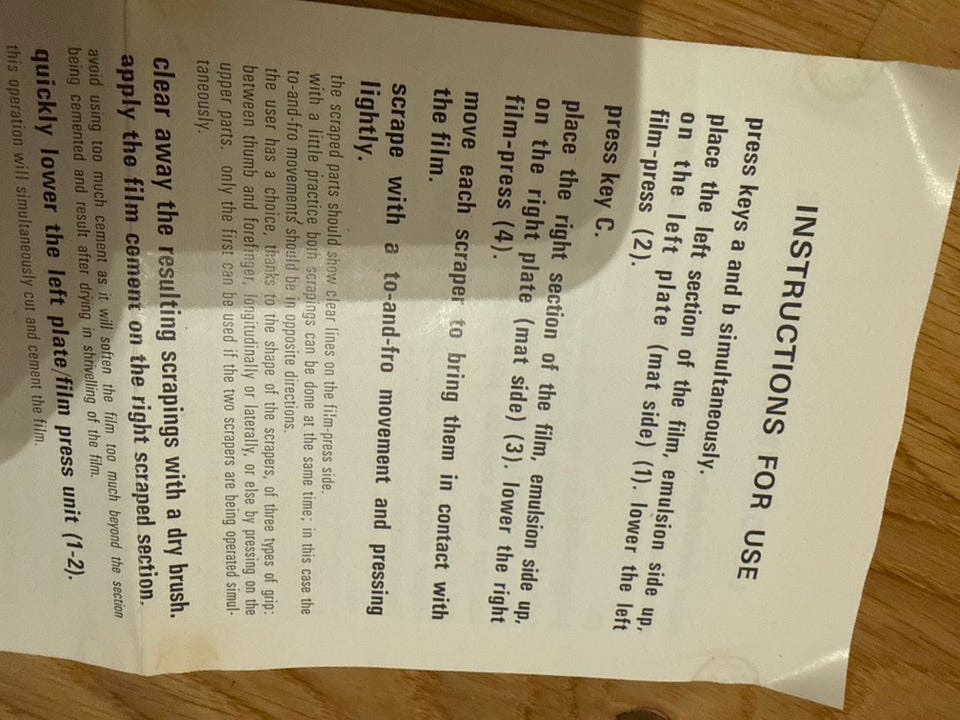 INSTRUCTIONS FOR USE
press keys a and b simultaneously.
place the left section of the film, emulsion side up,
on the left plate (mat side) (1). lower the left
film-press (2).
press key C.
place the right section of the film, emulsion side up,
on the right plate (mat side) (3). lower the right
film-press (4).
move each scraper to bring them in contact with
the film.
scrape with a to-and-fro movement and pressing
lightly.
the scraped parts should show clear lines on the film-press side.
with a little practice both scrapings can be done at the same time; in this case the
to-and-fro movements should be in opposite directions.
the user has a choice, thanks to the shape of the scrapers, of three types of grip:
between thumb and forefinger, longitudinally or laterally, or else by pressing on the
upper parts. only the first can be used if the two scrapers are being operated simul-
taneously.
clear away the resulting scrapings with a dry brush.
apply the film cement on the right scraped section.
avoid using too much cement as it will soften the film too much beyond the section
being cemented and result after drying in shrivelling of the film.
quickly lower the left plate/film press unit (1-2).
this operation will simultaneously cut and cement the film.